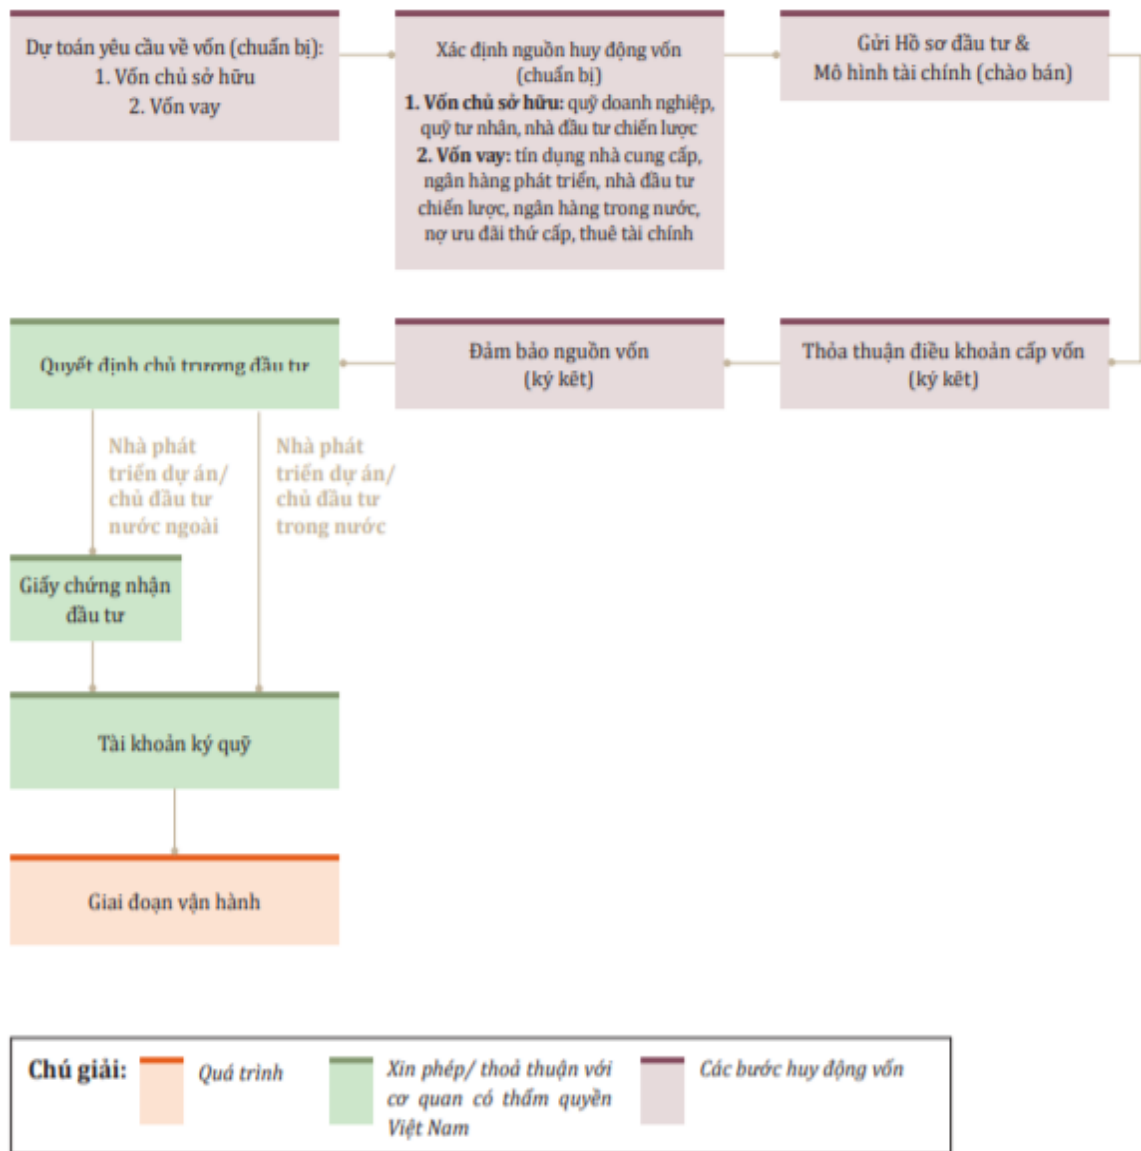 Dự toán yêu cầu về vốn (chuẩn bị):
1. Vốn chủ sở hữu
2. Vốn vay
Xác định nguồn huy động vốn
(chuẩn bị)
1. Vốn chủ sở hữu: quỹ doanh nghiệp,
quỹ tư nhân, nhà đầu tư chiến lược
2. Vốn vay: tín dụng nhà cung cấp,
ngân hàng phát triển, nhà đầu tư
chiến lược, ngân hàng trong nước,
nợ ưu đãi thứ cấp, thuê tài chính
Gửi Hồ sơ đầu tư &
Mô hình tài chính (chào bán)
Thỏa thuận điều khoản cấp vốn
(ký kết)
Đảm bảo nguồn vốn
(ký kết)
Quyết định chủ trương đầu tư
Nhà phát
triển dự án/
chủ đầu tư
nước ngoài
Nhà phát
triển dự án/
chủ đầu tư
trong nước
Giấy chứng nhận
đầu tư
Tài khoản ký quỹ
Giai đoạn vận hành
Chú giải:
Quá trình
Xin phép/ thoả thuận với
cơ quan có thẩm quyền
Việt Nam
Các bước huy động vốn